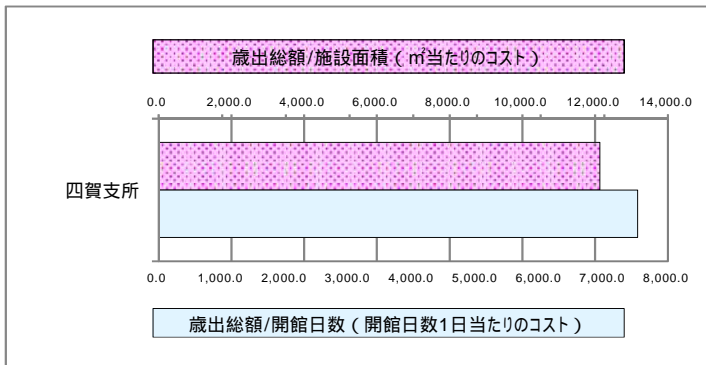 歳出総額/施設面積（㎡当たりのコスト）
0.0 2,000.0 4,000.0 6,000.0 8,000.0 10,000.0 12,000.0 14,000.0
四賀支所
0.0 1,000.0 2,000.0 3,000.0 4,000.0 5,000.0 6,000.0 7,000.0 8,000.0
歳出総額/開館日数（開館日数1日当たりのコスト）